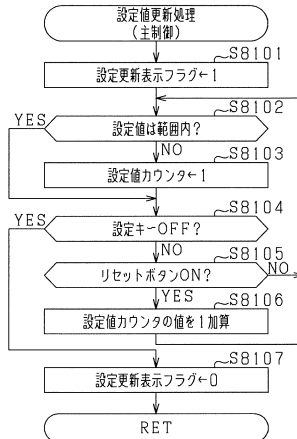 設定値更新処理
(主制御)
S8101
設定更新表示フラグ←1
S8102
設定値は範囲内?
YES
NO
S8103
設定値カウンタ←1
S8104
YES
設定キーOFF?
NO
S8105
リセットボタンON?
NO
YES
S8106
設定値カウンタの値を1加算
S8107
設定更新表示フラグ←0
RET